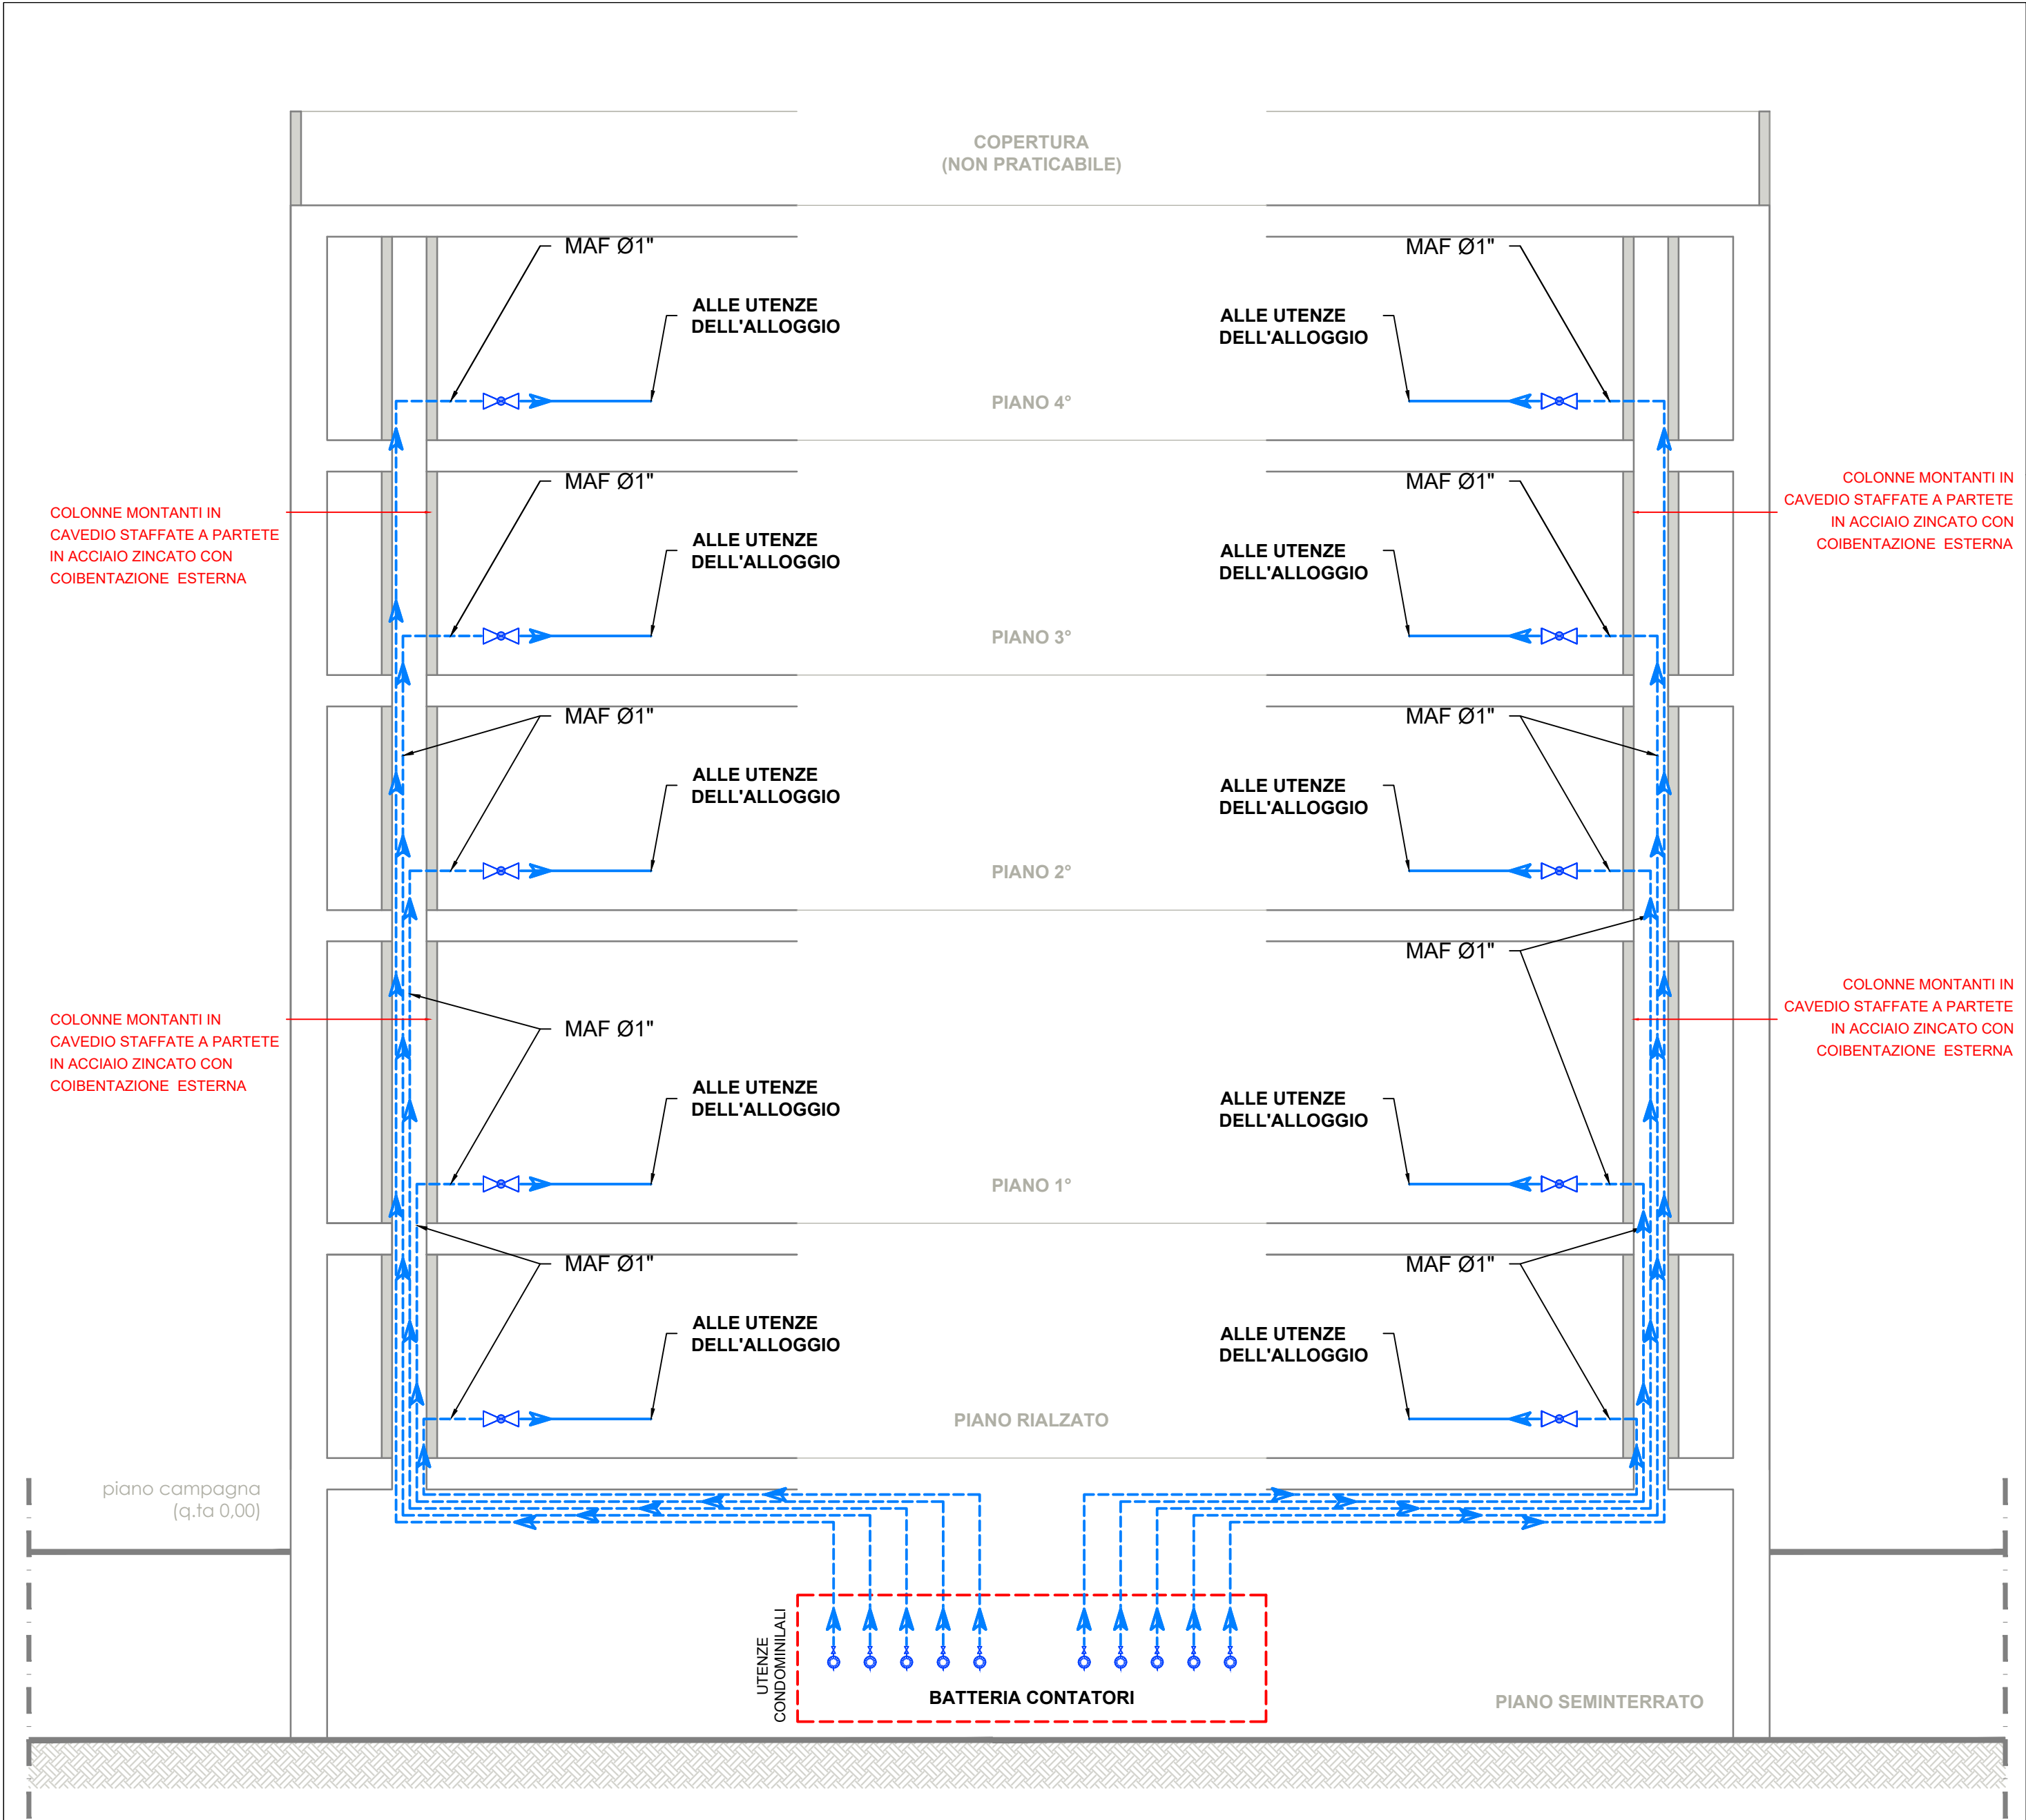 COPERTURA
(NON PRATICABILE)
MAF Ø1"
MAF Ø1"
ALLE UTENZE
DELL'ALLOGGIO
ALLE UTENZE
DELL'ALLOGGIO
PIANO 4°
MAF Ø1"
MAF Ø1"
COLONNE MONTANTI IN
CAVEDIO STAFFATE A PARTETE
IN ACCIAIO ZINCATO CON
COIBENTAZIONE ESTERNA
COLONNE MONTANTI IN
CAVEDIO STAFFATE A PARTETE
IN ACCIAIO ZINCATO CON
COIBENTAZIONE ESTERNA
ALLE UTENZE
DELL'ALLOGGIO
ALLE UTENZE
DELL'ALLOGGIO
PIANO 3°
MAF Ø1"
MAF Ø1"
ALLE UTENZE
DELL'ALLOGGIO
ALLE UTENZE
DELL'ALLOGGIO
PIANO 2°
MAF Ø1"
MAF Ø1"
COLONNE MONTANTI IN
CAVEDIO STAFFATE A PARTETE
IN ACCIAIO ZINCATO CON
COIBENTAZIONE ESTERNA
COLONNE MONTANTI IN
CAVEDIO STAFFATE A PARTETE
IN ACCIAIO ZINCATO CON
COIBENTAZIONE ESTERNA
ALLE UTENZE
DELL'ALLOGGIO
ALLE UTENZE
DELL'ALLOGGIO
PIANO 1°
MAF Ø1"
MAF Ø1"
ALLE UTENZE
DELL'ALLOGGIO
ALLE UTENZE
DELL'ALLOGGIO
PIANO RIALZATO
piano campagna
(q.ta 0,00)
UTENZE
CONDOMINILALI
BATTERIA CONTATORI
PIANO SEMINTERRATO